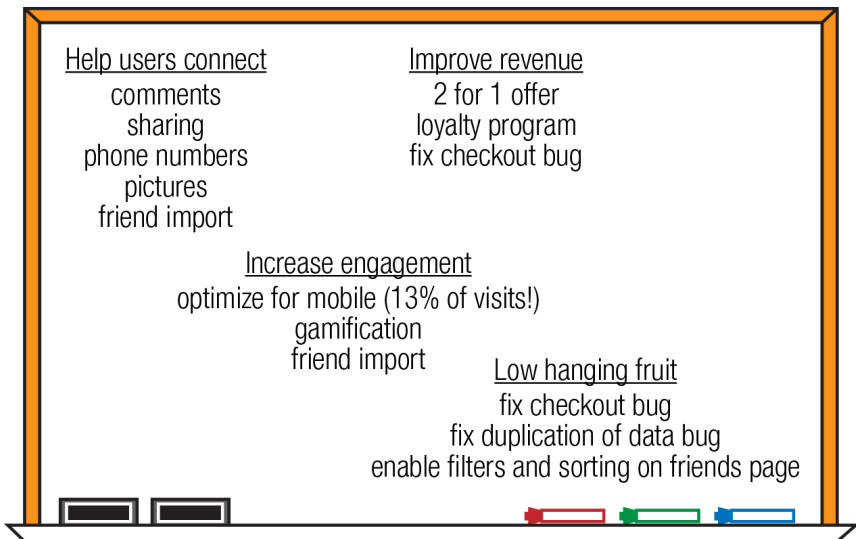 Help users connect
comments
sharing
phone numbers
pictures
friend import
Improve revenue
2 for 1 offer
loyalty program
fix checkout bug
Increase engagement
optimize for mobile (13% of visits!)
gamification
friend import
Low hanging fruit
fix checkout bug
fix duplication of data bug
enable filters and sorting on friends page